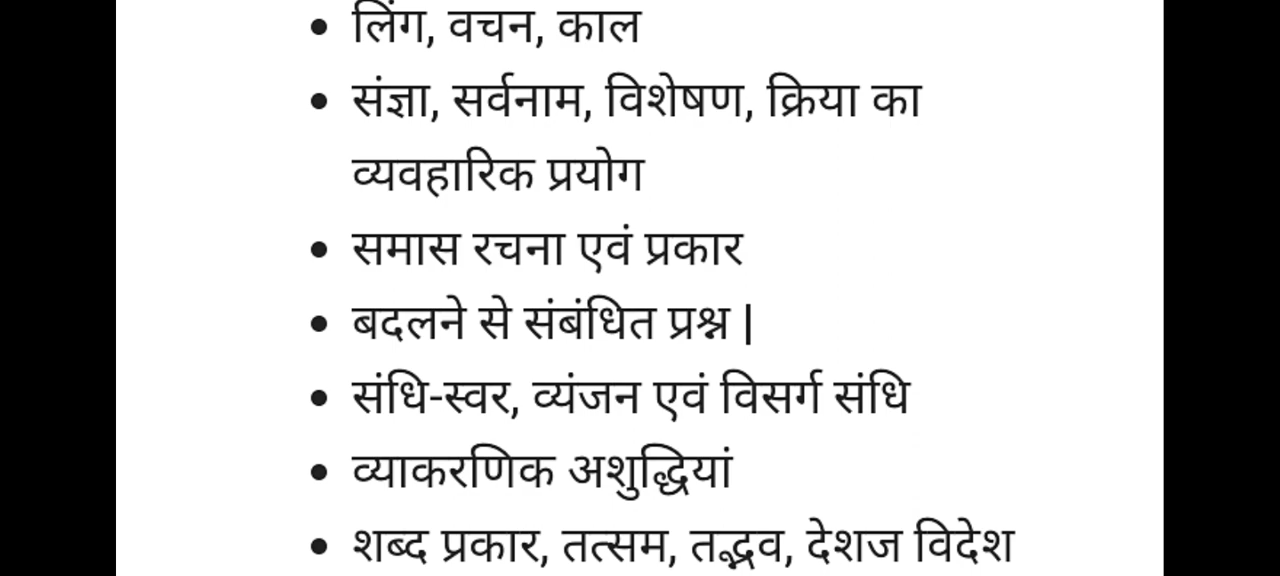 लिंग, वचन, काल
संज्ञा, सर्वनाम, विशेषण, क्रिया का
व्यवहारिक प्रयोग
समास रचना एवं प्रकार
बदलने से संबंधित प्रश्न |
संधि-स्वर, व्यंजन एवं विसर्ग संधि
व्याकरणिक अशुद्धियां
शब्द प्रकार, तत्सम, तद्भव, देशज विदेश